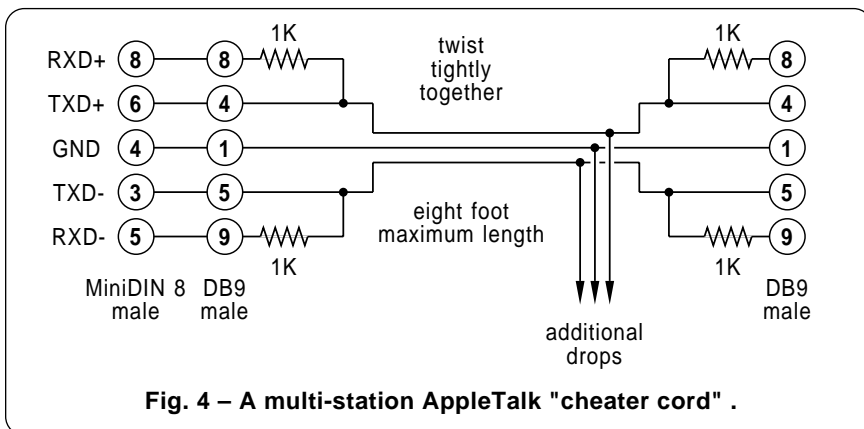 1K
twist
tightly
together
1K
RXD+ 8 8 8
TXD+ 6 4 4
GND 4 1 1
TXD- 3 5 5
eight foot
maximum length
RXD- 5 9 9
1K
1K
MiniDIN 8
male
DB9
male
DB9
male
additional
drops
Fig. 4 – A multi-station AppleTalk "cheater cord" .